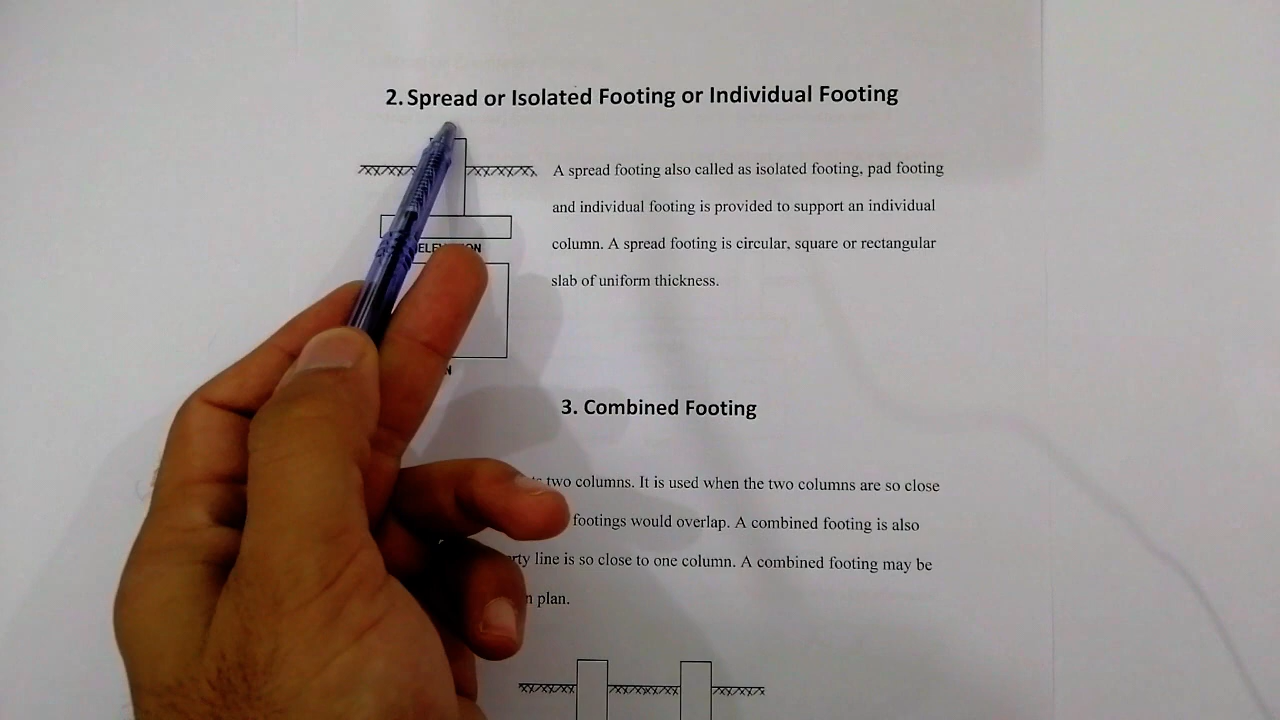 2. Spread or Isolated Footing or Individual Footing
A spread footing also called as isolated footing, pad footing
and individual footing is provided to support an individual
column. A spread footing is circular, square or rectangular
slab of uniform thickness.
3. Combined Footing
two columns. It is used when the two columns are so close
footings would overlap. A combined footing is also
line is so close to one column. A combined footing may be
plan.